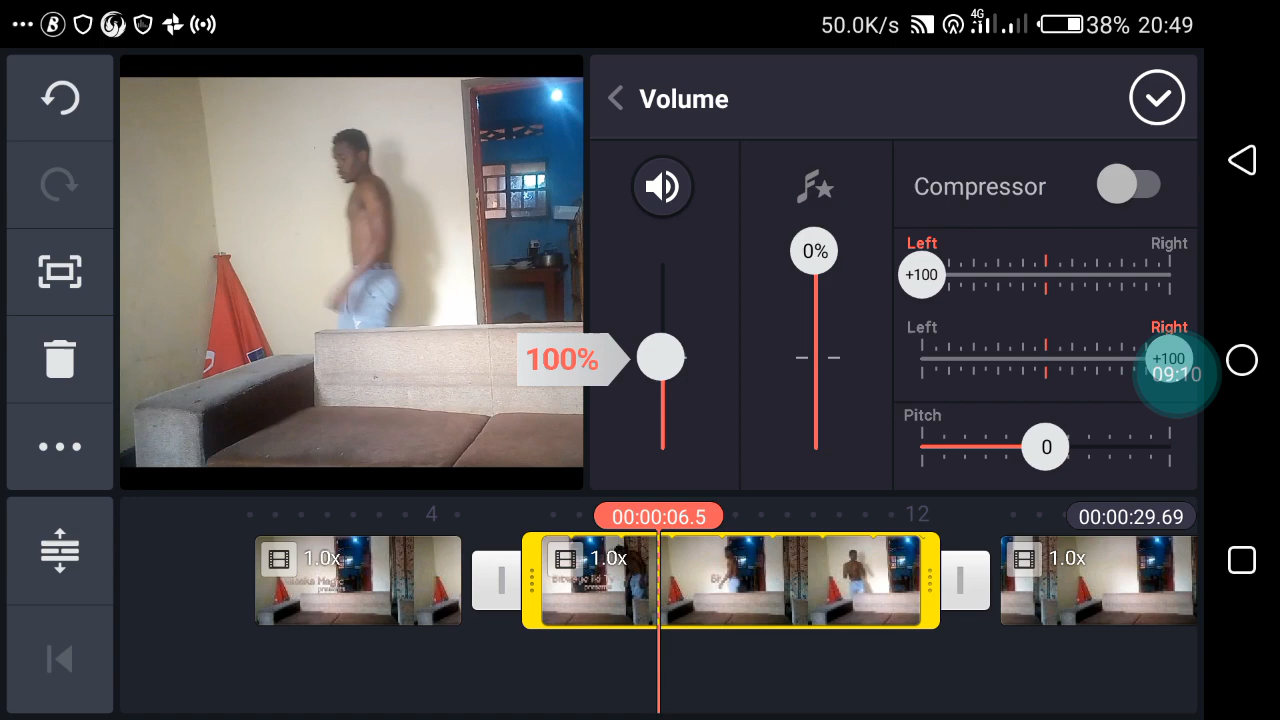 50.0K/s 4G 38% 20:49
Volume
Compressor
Left Right
+100
0%
Left Right
+100
09:10
100%
Pitch
0
4 00:00:06.5 12 00:00:29.69
1.0x 1.0x 1.0x
presents